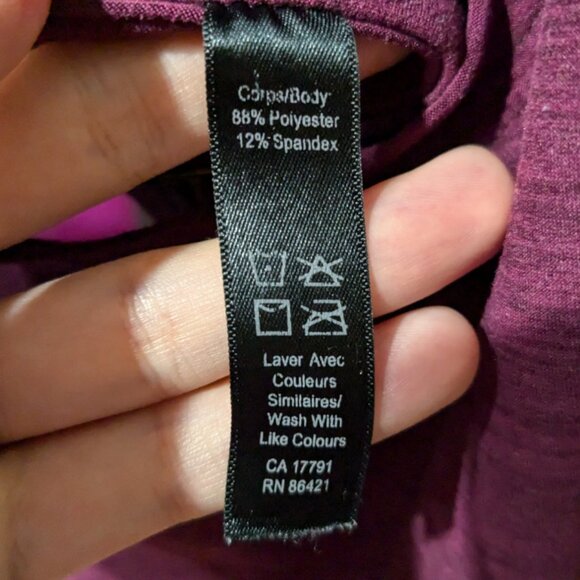 Corps/Body
88% Polyester
12% Spandex
Laver Avec
Couleurs
Similaires/
Wash With
Like Colours
CA 17791
RN 86421